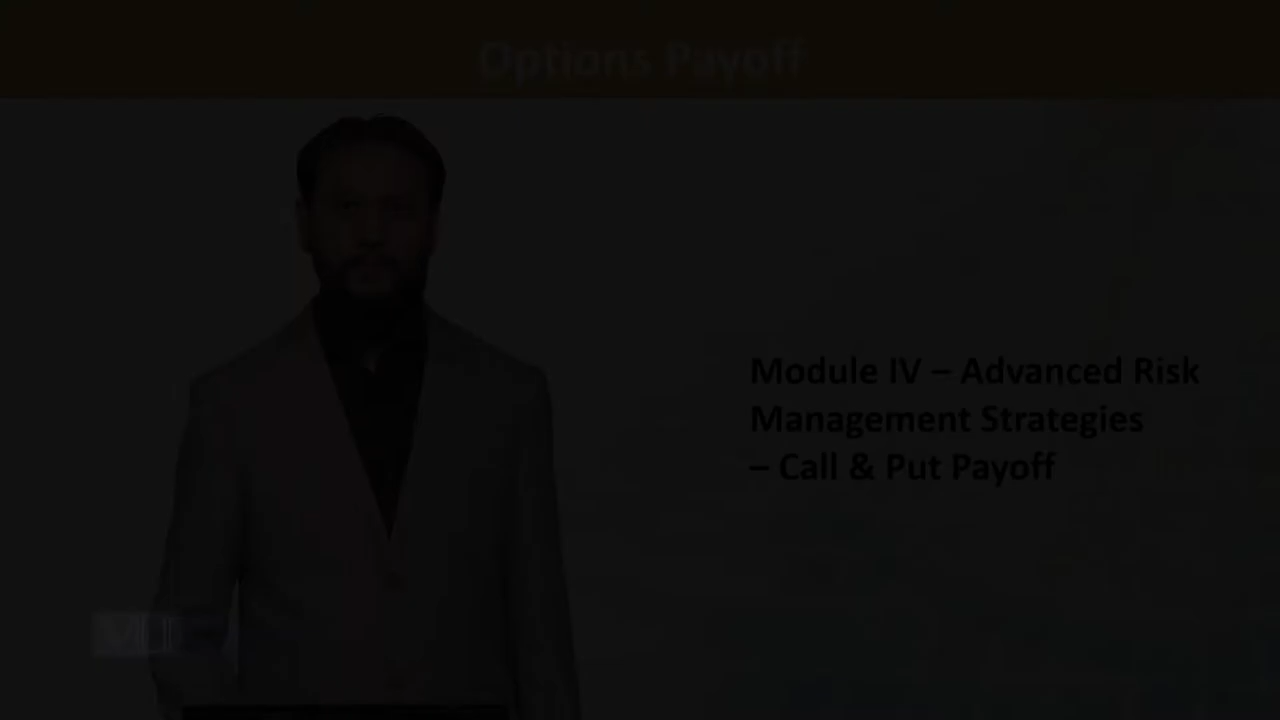 Options Payoff
Module IV – Advanced Risk
Management Strategies
– Call & Put Payoff